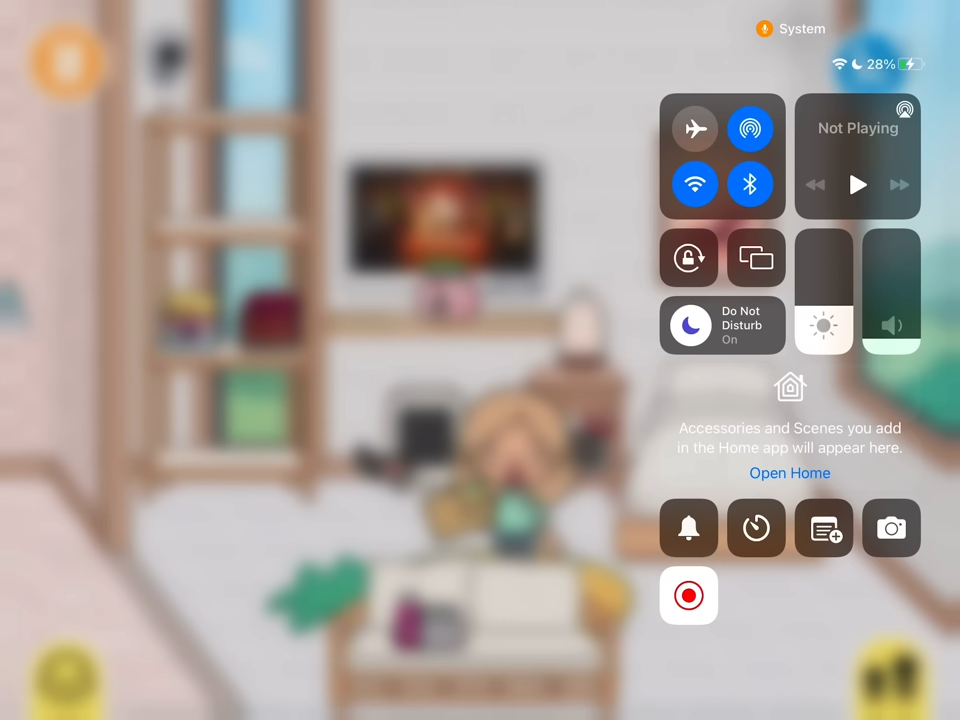 System
28%
Not Playing
Do Not
Disturb
On
Accessories and Scenes you add
in the Home app will appear here.
Open Home